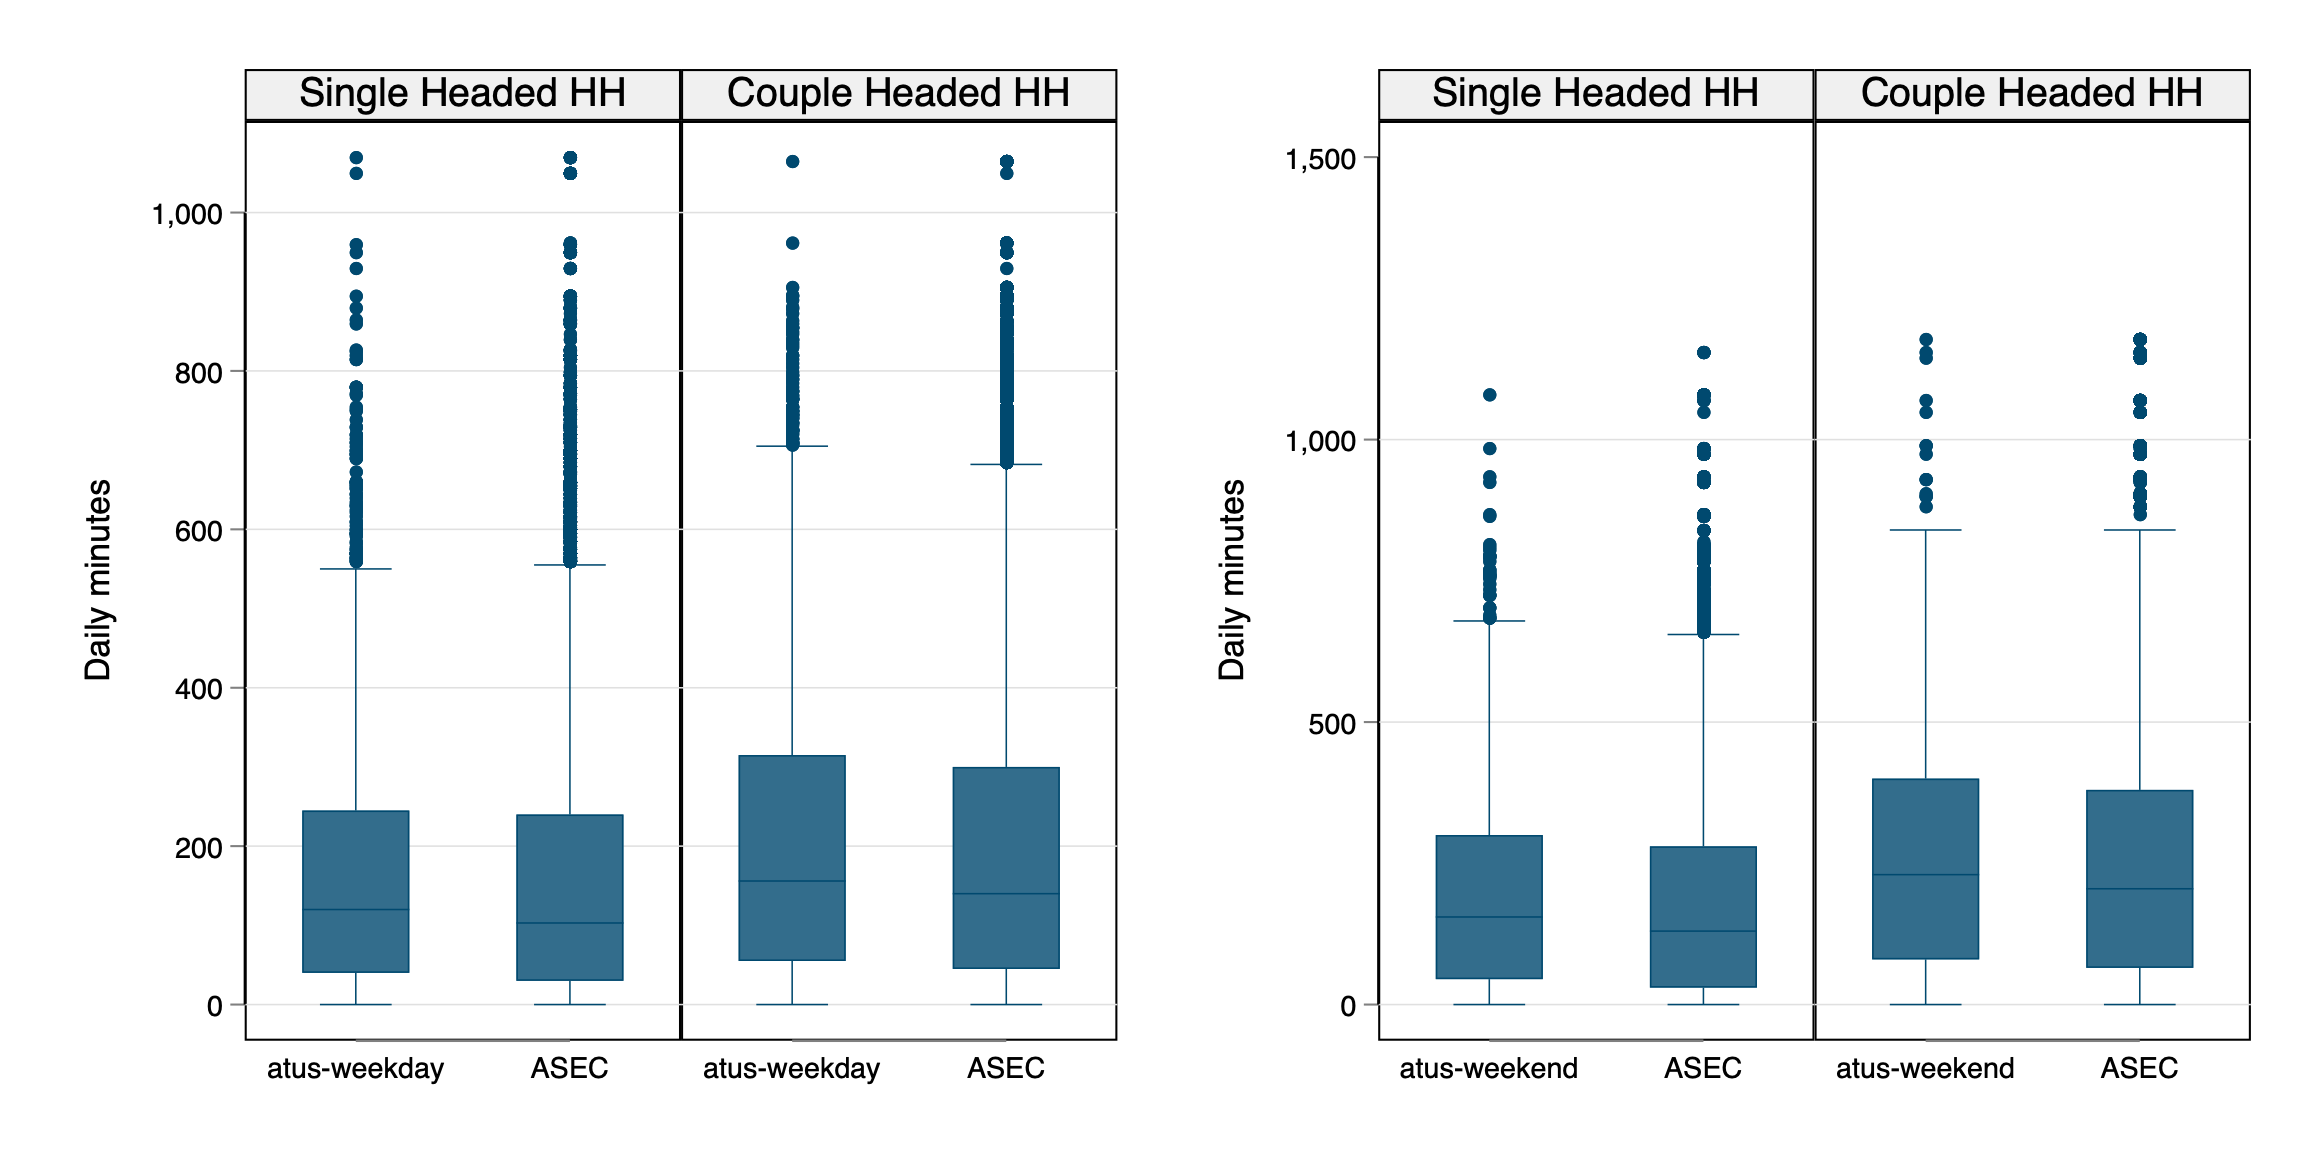 Single Headed HH
Couple Headed HH
1,000
800
600
400
200
0
Daily minutes
atus-weekday
ASEC
atus-weekday
ASEC
Single Headed HH
Couple Headed HH
1,500
1,000
500
0
Daily minutes
atus-weekend
ASEC
atus-weekend
ASEC